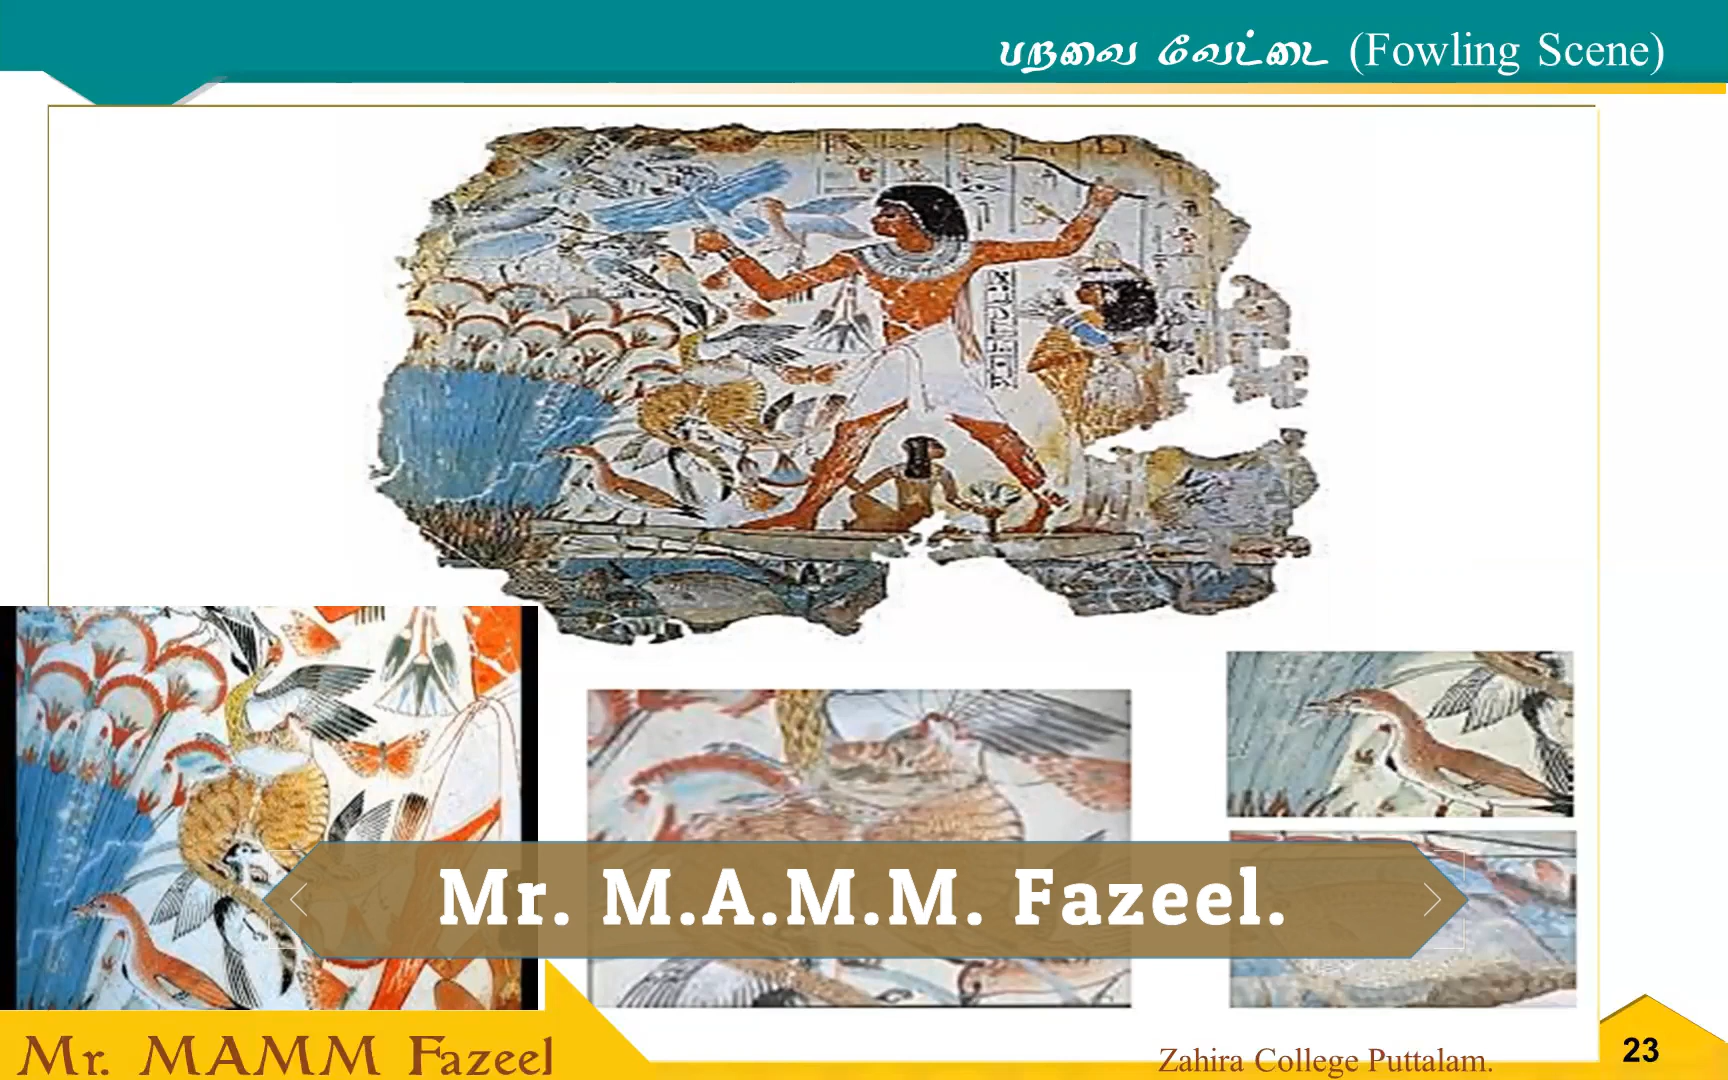 பறவை வேட்டை (Fowling Scene)
Mr. M.A.M.M. Fazeel.
Mr. MAMM Fazeel
Zahira College Puttalam.
23